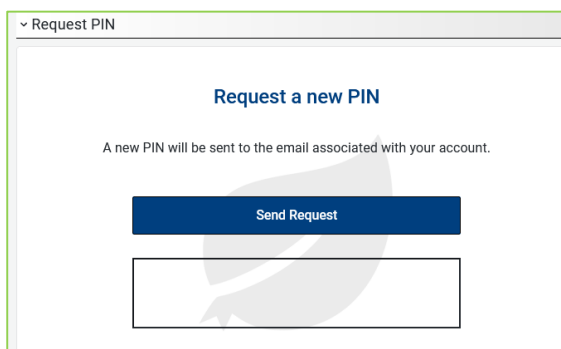 Request PIN
Request a new PIN
A new PIN will be sent to the email associated with your account.
Send Request